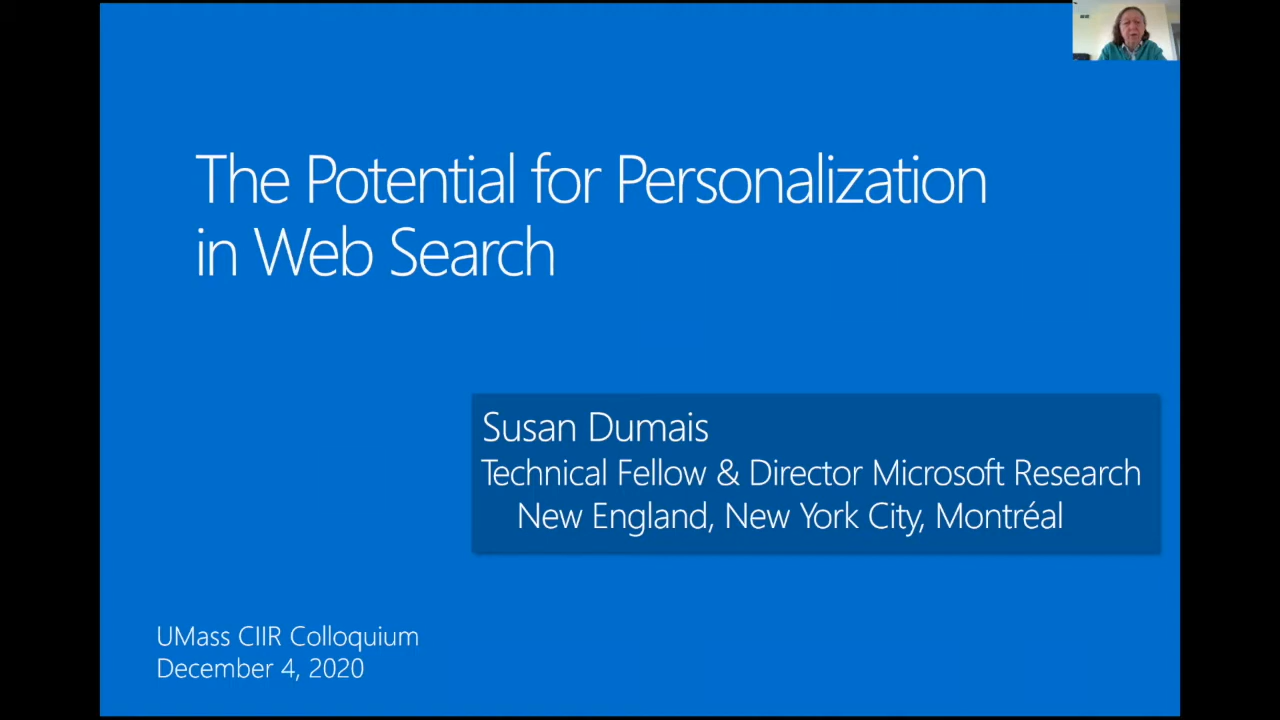 The Potential for Personalization
in Web Search
Susan Dumais
Technical Fellow & Director Microsoft Research
New England, New York City, Montréal
UMass CIIR Colloquium
December 4, 2020